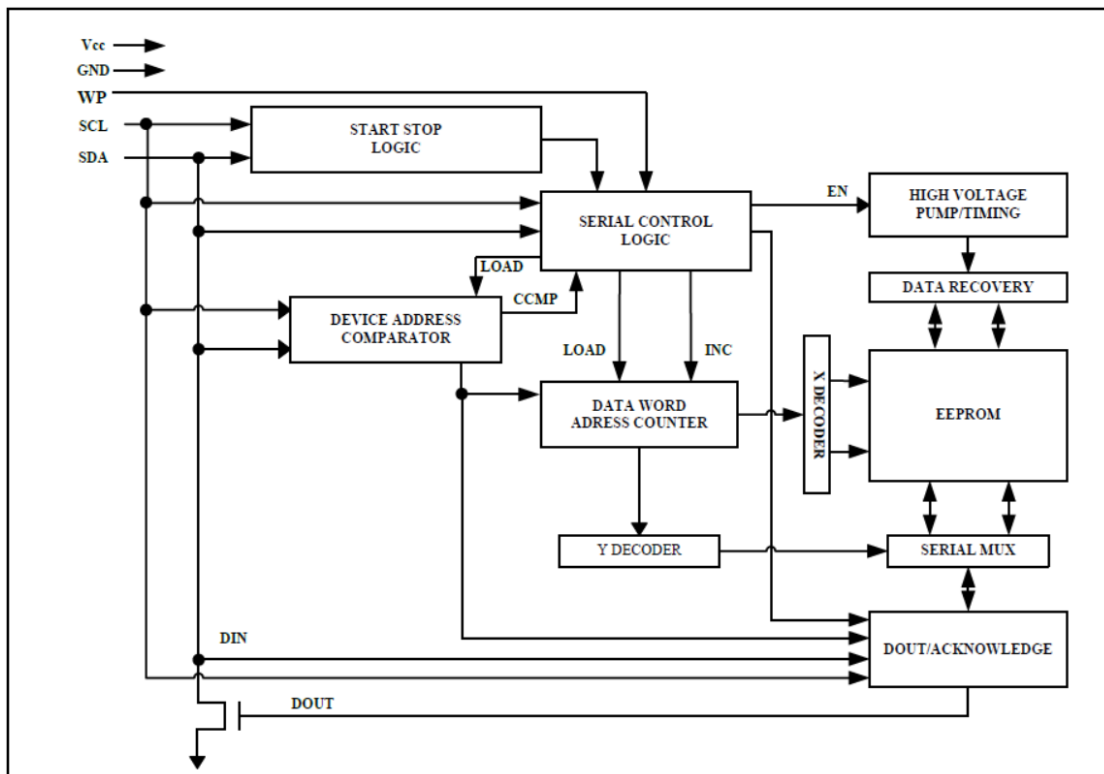 Vcc
GND
WP
SCL
SDA
START STOP
LOGIC
SERIAL CONTROL
LOGIC
EN
HIGH VOLTAGE
PUMP/TIMING
LOAD
CCMP
DATA RECOVERY
DEVICE ADDRESS
COMPARATOR
LOAD
INC
X DECODER
EEPROM
DATA WORD
ADRESS COUNTER
Y DECODER
SERIAL MUX
DIN
DOUT/ACKNOWLEDGE
DOUT